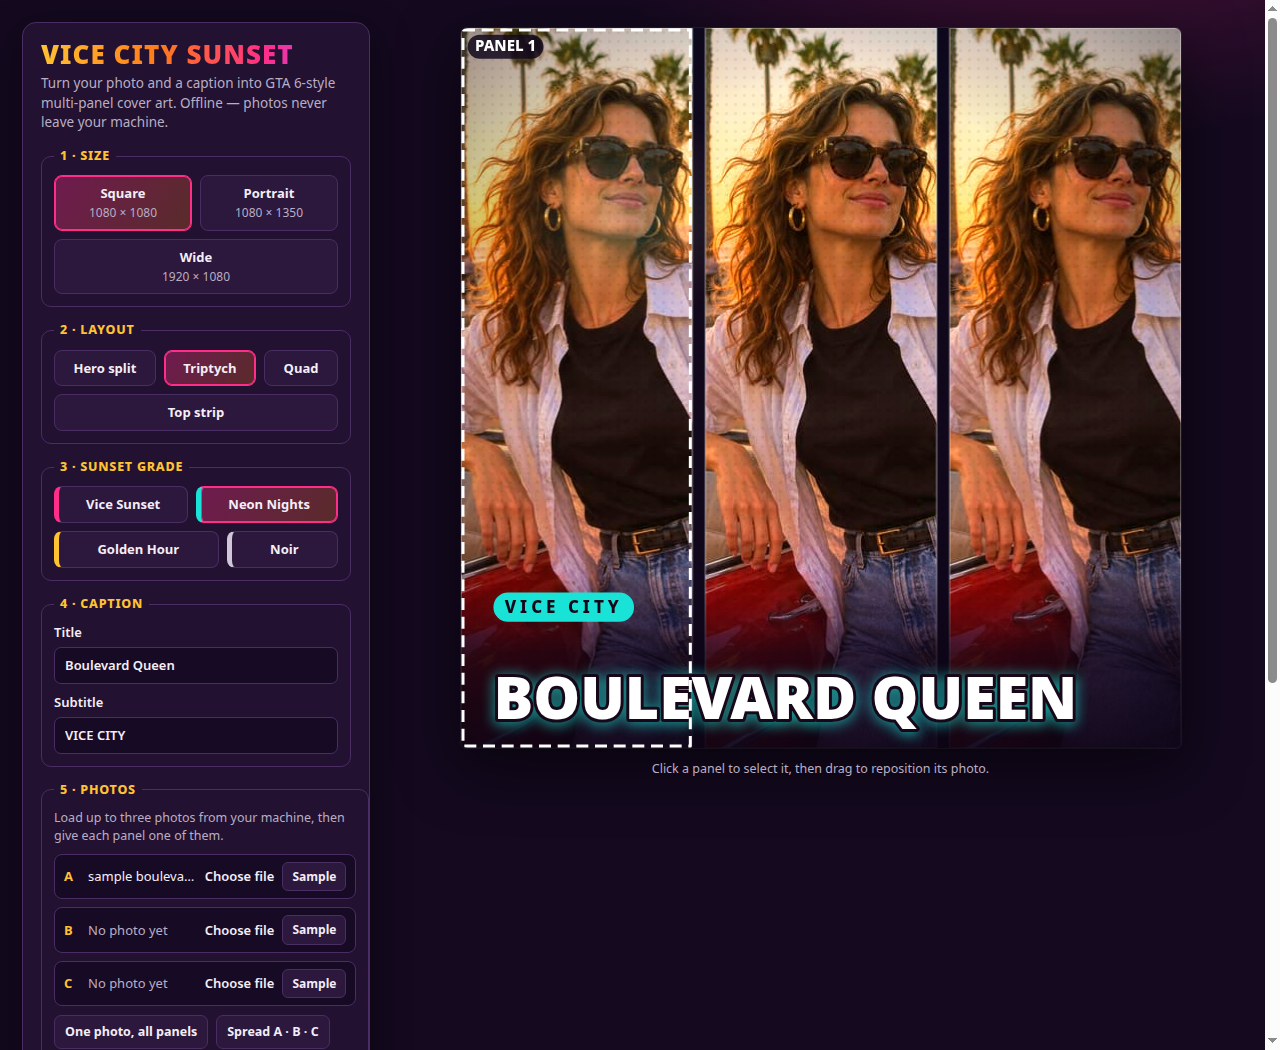 VICE CITY SUNSET
Turn your photo and a caption into GTA 6-style
multi-panel cover art. Offline — photos never
leave your machine.
1 · SIZE
Square
1080 × 1080
Portrait
1080 × 1350
Wide
1920 × 1080
2 · LAYOUT
Hero split
Triptych
Quad
Top strip
3 · SUNSET GRADE
Vice Sunset
Neon Nights
Golden Hour
Noir
4 · CAPTION
Title
Boulevard Queen
Subtitle
VICE CITY
5 · PHOTOS
Load up to three photos from your machine, then
give each panel one of them.
A sample bouleva... Choose file Sample
B No photo yet Choose file Sample
C No photo yet Choose file Sample
One photo, all panels
Spread A · B · C
PANEL 1
VICE CITY
BOULEVARD QUEEN
Click a panel to select it, then drag to reposition its photo.